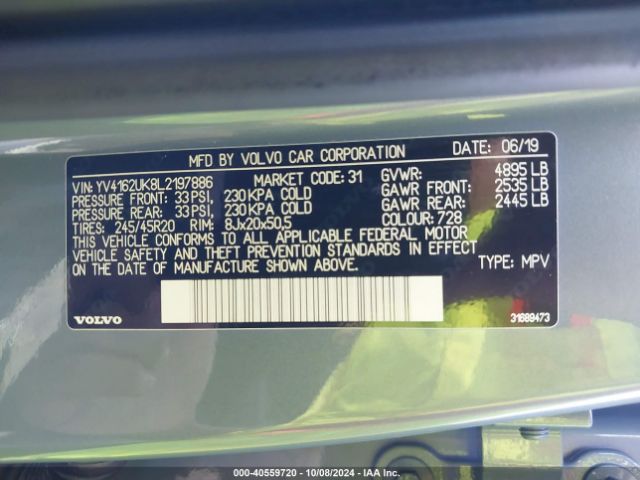 MFD BY VOLVO CAR CORPORATION DATE: 06/19
VIN: YV4162UK8L2197886 MARKET CODE: 31 GVWR: 4895 LB
PRESSURE FRONT: 33 PSI, 230 KPA COLD GAWR FRONT: 2535 LB
PRESSURE REAR: 33 PSI, 230 KPA COLD GAWR REAR: 2445 LB
TIRES: 245/45R20 RIM: 8Jx20x50,5 COLOUR: 728
THIS VEHICLE CONFORMS TO ALL APPLICABLE FEDERAL MOTOR
VEHICLE SAFETY AND THEFT PREVENTION STANDARDS IN EFFECT
ON THE DATE OF MANUFACTURE SHOWN ABOVE. TYPE: MPV
VOLVO 31689473
000-40559720 - 10/08/2024 - IAA Inc.